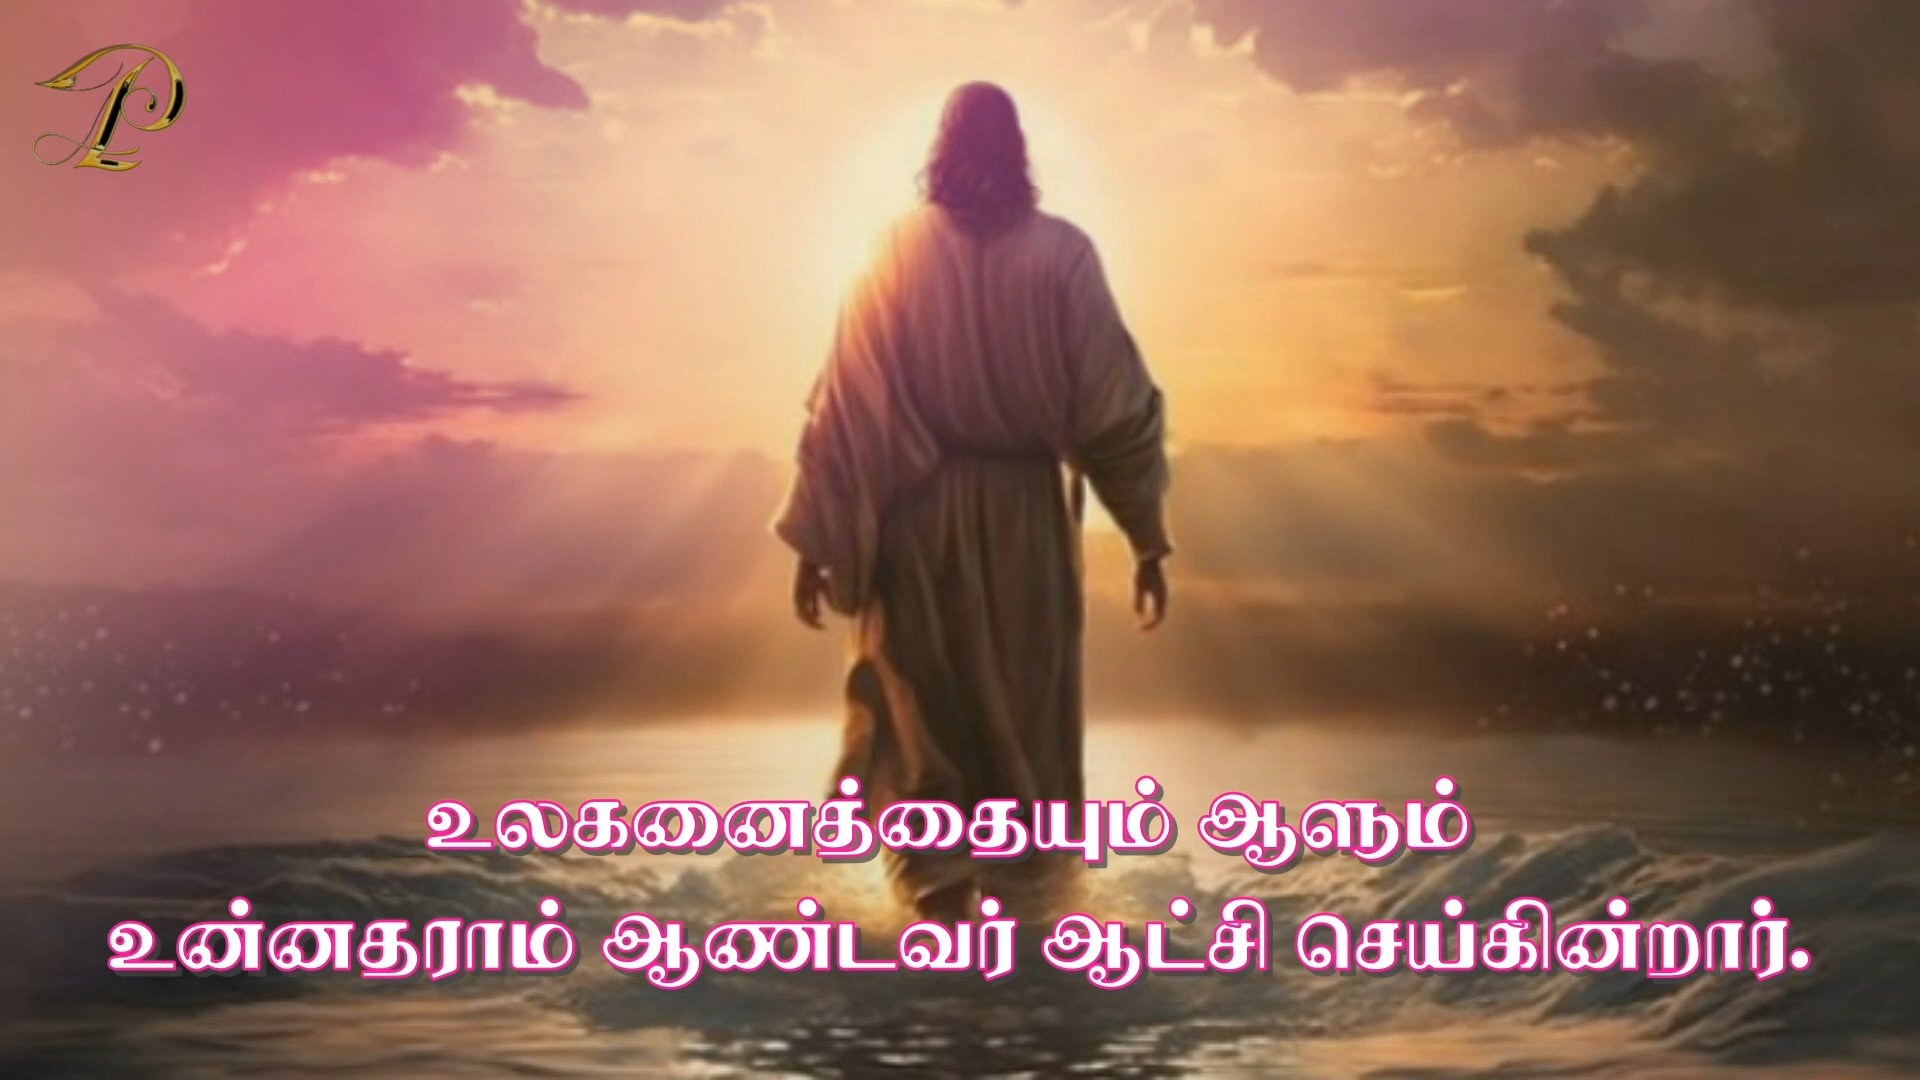 உலகனைத்தையும் ஆளும்
உன்னதராம் ஆண்டவர் ஆட்சி செய்கின்றார்.